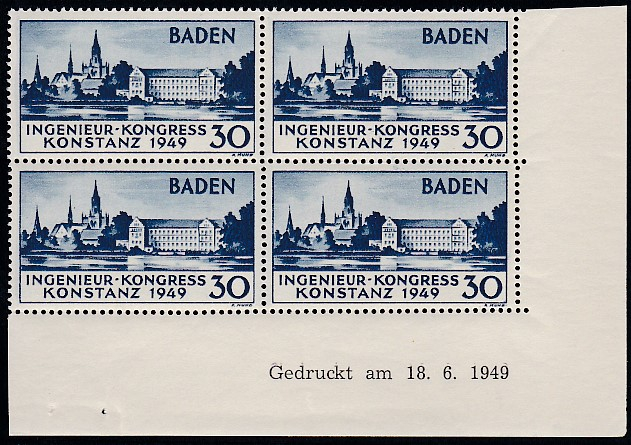 BADEN
INGENIEUR-KONGRESS
KONSTANZ 1949 30
BADEN
INGENIEUR-KONGRESS
KONSTANZ 1949 30
BADEN
INGENIEUR-KONGRESS
KONSTANZ 1949 30
BADEN
INGENIEUR-KONGRESS
KONSTANZ 1949 30
Gedruckt am 18. 6. 1949